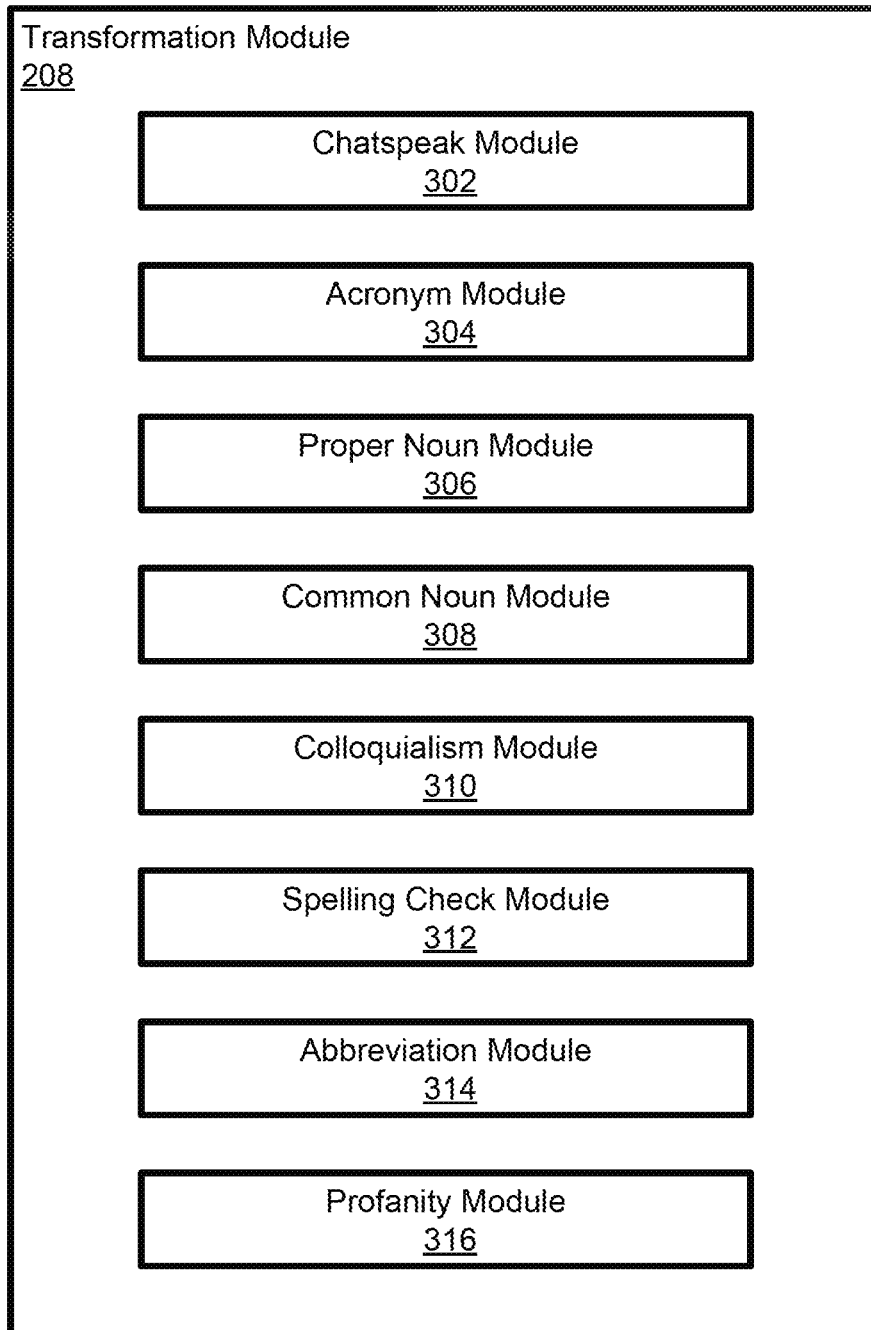 Transformation Module
208
Chatspeak Module
302
Acronym Module
304
Proper Noun Module
306
Common Noun Module
308
Colloquialism Module
310
Spelling Check Module
312
Abbreviation Module
314
Profanity Module
316